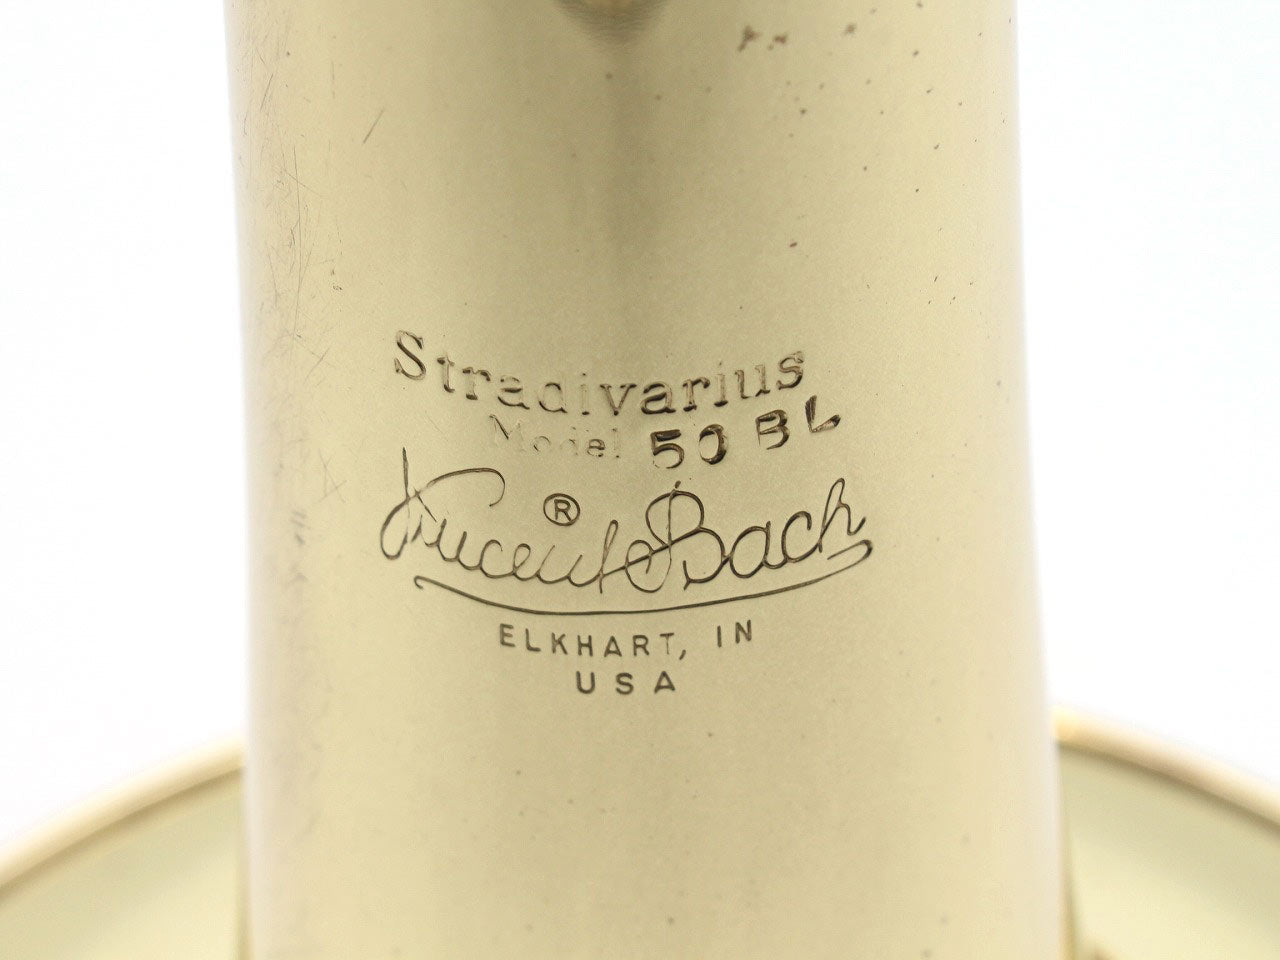 Stradivarius
Model 50 BL
®
Vincent Bach
ELKHART, IN
USA